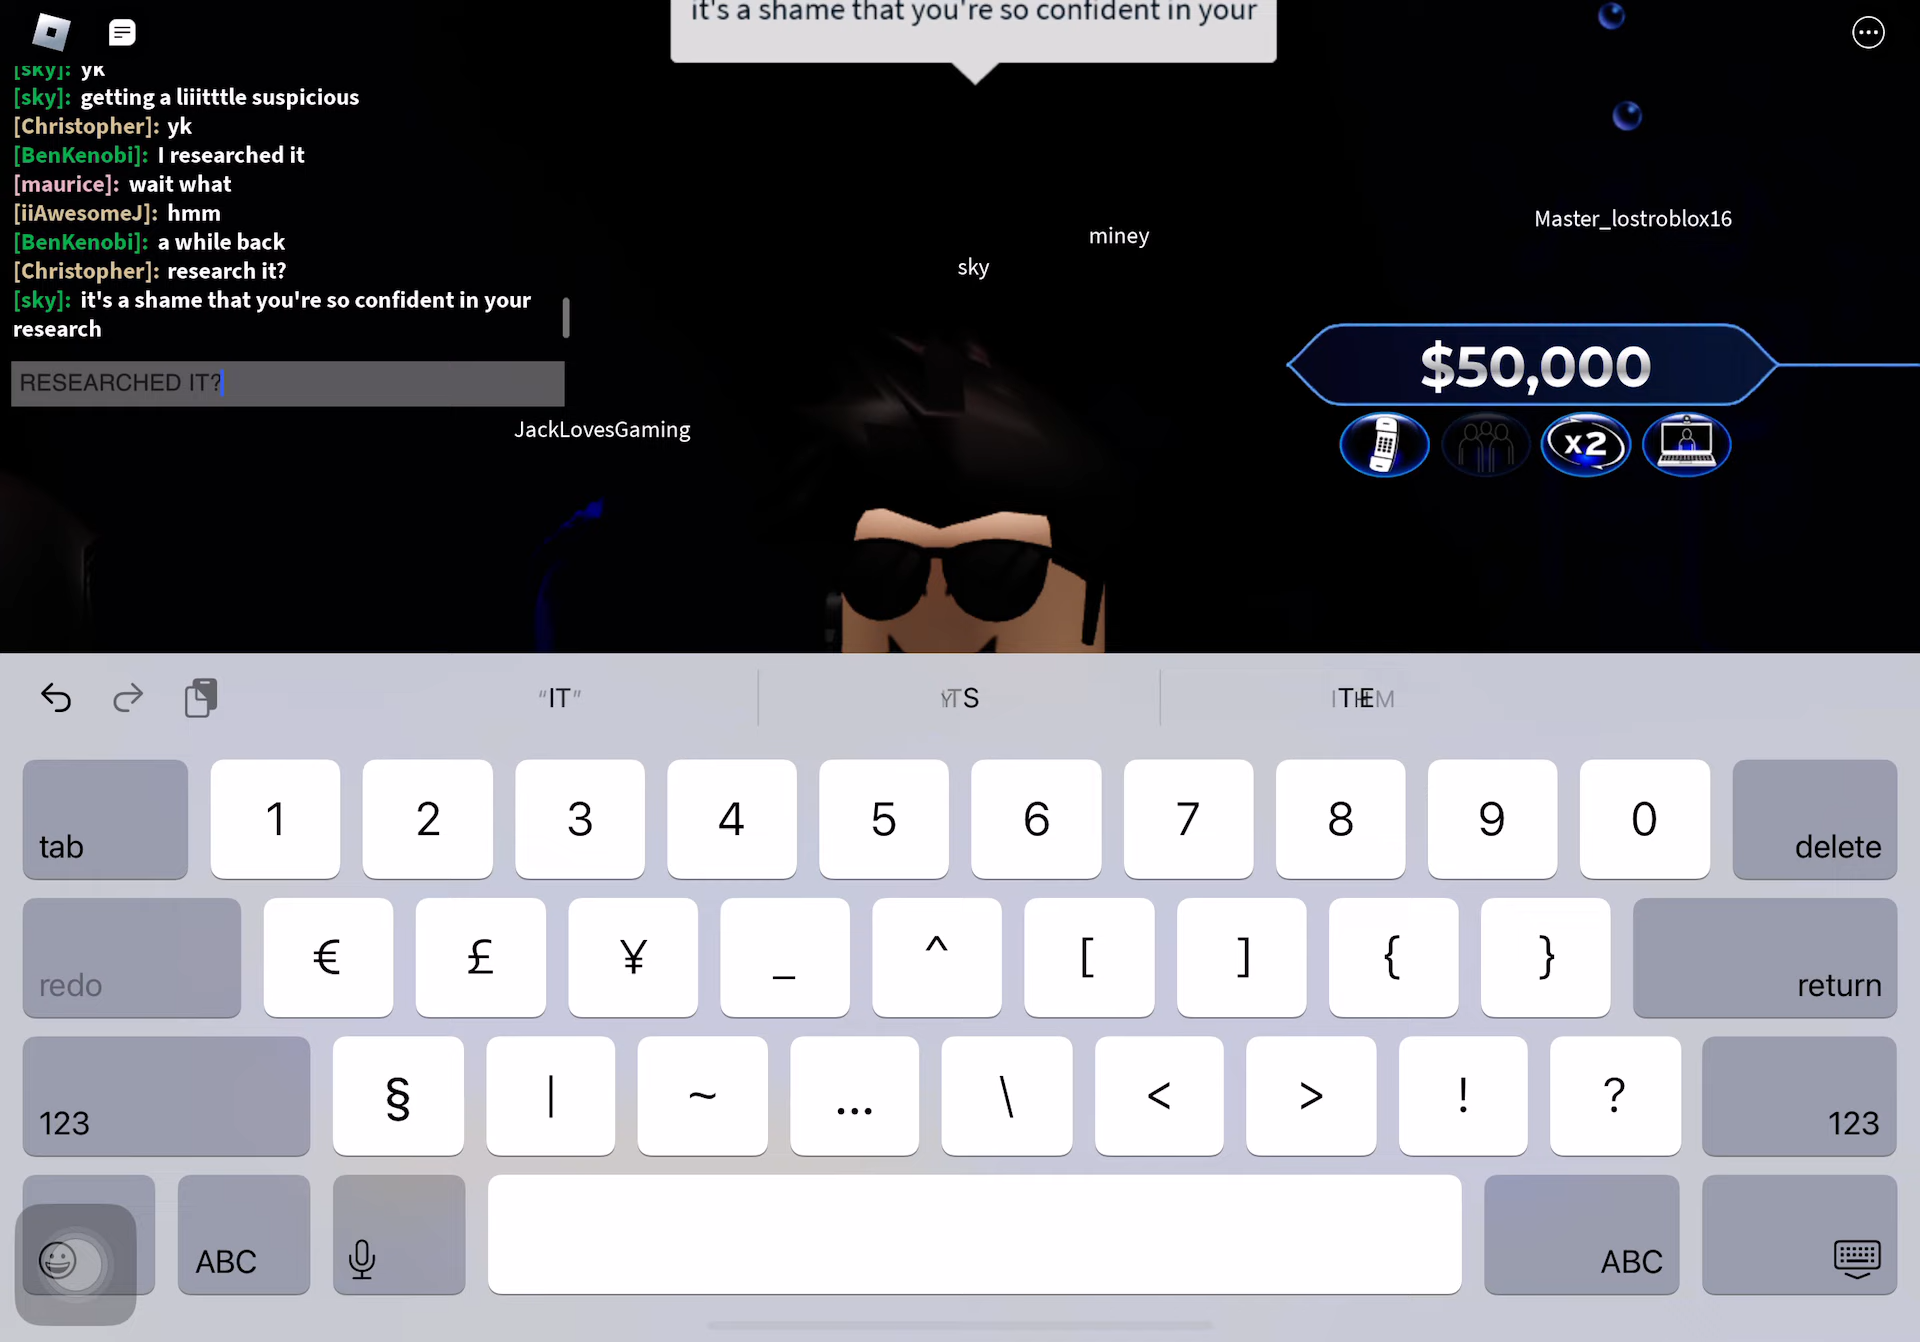 it's a shame that you're so confident in your
[sky]: yk
[sky]: getting a liiitttle suspicious
[Christopher]: yk
[BenKenobi]: I researched it
[maurice]: wait what
[iiAwesomeJ]: hmm
[BenKenobi]: a while back
[Christopher]: research it?
[sky]: it's a shame that you're so confident in your
research
RESEARCHED IT?
miney
sky
Master_lostroblox16
JackLovesGaming
$50,000
x2
“IT”
tab 1 2 3 4 5 6 7 8 9 0 delete
redo € £ ¥ _ ^ [ ] { } return
123 § | ~ … \ < > ! ? 123
ABC ABC